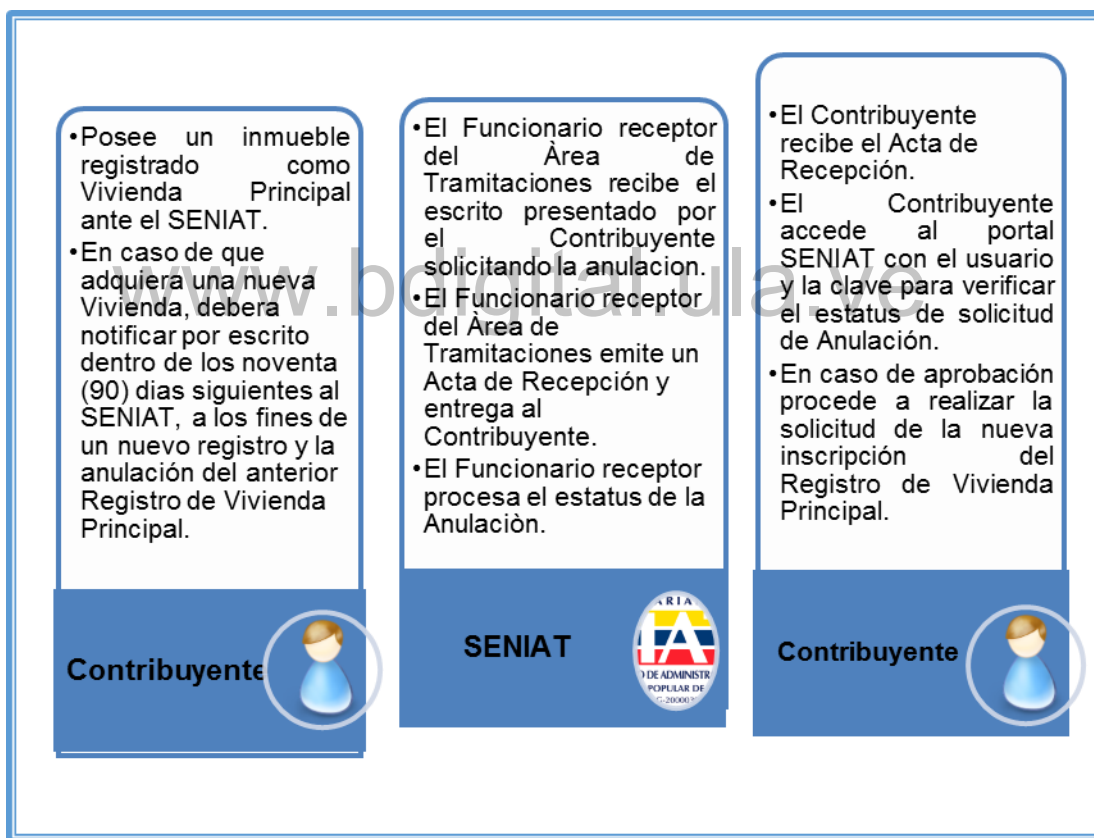 •Posee un inmueble
registrado como
Vivienda Principal
ante el SENIAT.
•En caso de que
adquiera una nueva
Vivienda, debera
notificar por escrito
dentro de los noventa
(90) dias siguientes al
SENIAT, a los fines de
un nuevo registro y la
anulación del anterior
Registro de Vivienda
Principal.
Contribuyente
•El Funcionario receptor
del Àrea de
Tramitaciones recibe el
escrito presentado por
el Contribuyente
solicitando la anulacion.
•El Funcionario receptor
del Àrea de
Tramitaciones emite un
Acta de Recepción y
entrega al
Contribuyente.
•El Funcionario receptor
procesa el estatus de la
Anulaciòn.
SENIAT
ARIA
IAT
O DE ADMINISTR
POPULAR DE
G-20000
•El Contribuyente
recibe el Acta de
Recepción.
•El Contribuyente
accede al portal
SENIAT con el usuario
y la clave para verificar
el estatus de solicitud
de Anulación.
•En caso de aprobación
procede a realizar la
solicitud de la nueva
inscripción del
Registro de Vivienda
Principal.
Contribuyente
www.bdigital.ula.ve